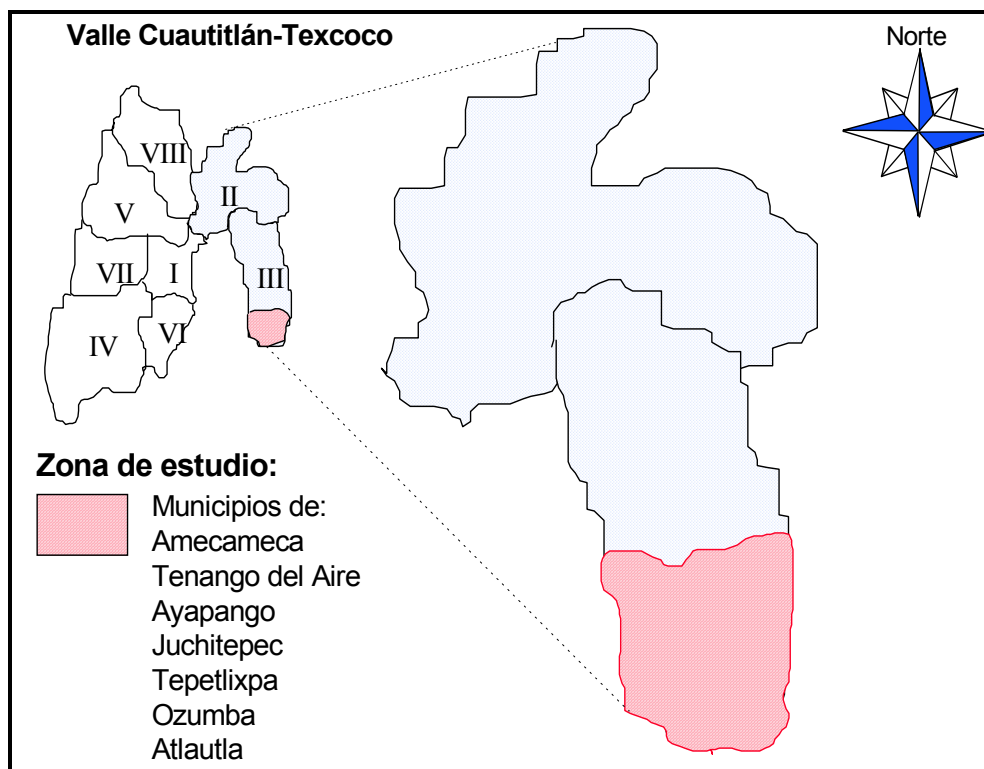 Valle Cuautitlán-Texcoco
Norte
VIII
II
V
VII
I
III
IV
VI
Zona de estudio:
Municipios de:
Amecameca
Tenango del Aire
Ayapango
Juchitepec
Tepetlixpa
Ozumba
Atlautla